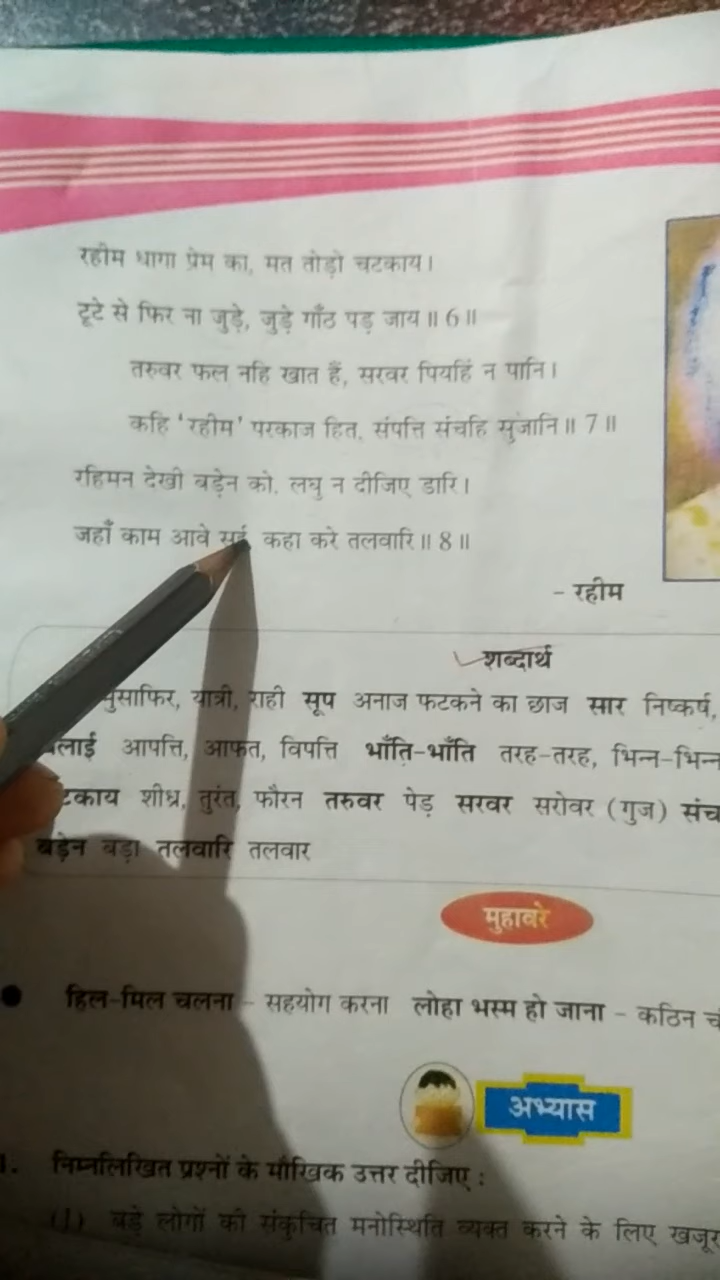 रहीम धागा प्रेम का, मत तोड़ो चटकाय।
टूटे से फिर ना जुड़े, जुड़े गाँठ पड़ जाय॥ 6॥
तरुवर फल नहि खात हैं, सरवर पियहिं न पानि।
कहि 'रहीम' परकाज हित, संपत्ति संचहि सुजानि॥ 7॥
रहिमन देखी बड़ेन को, लघु न दीजिए डारि।
जहाँ काम आवे सुई कहा करे तलवारि॥ 8॥
- रहीम
शब्दार्थ
मुसाफिर, यात्री, राही सूप अनाज फटकने का छाज सार निष्कर्ष,
आपत्ति, आफत, विपत्ति भाँति-भाँति तरह-तरह, भिन्न-भिन्न
शीघ्र, तुरंत, फौरन तरुवर पेड़ सरवर सरोवर (गुज)
बड़ेन बड़ा तलवारि तलवार
मुहावरे
● हिल-मिल चलना - सहयोग करना लोहा भस्म हो जाना - कठिन
अभ्यास
1. निम्नलिखित प्रश्नों के मौखिक उत्तर दीजिए :
(1) बड़े लोगों की संकुचित मनोस्थिति व्यक्त करने के लिए खजूर